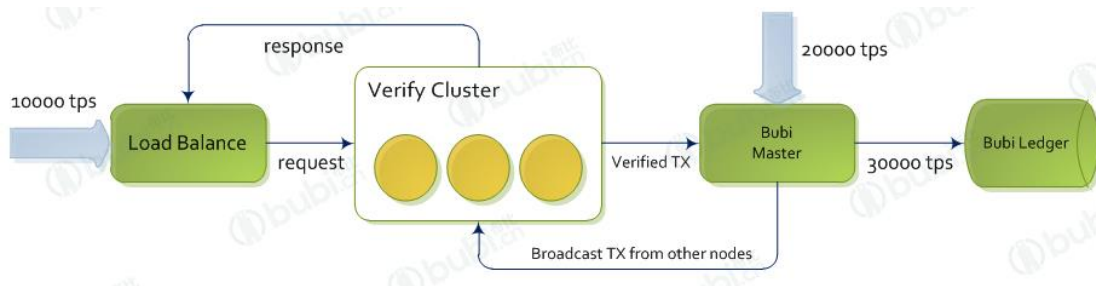 response
20000 tps
10000 tps
Verify Cluster
Load Balance
request
Verified TX
Bubi
Master
30000 tps
Bubi Ledger
Broadcast TX from other nodes